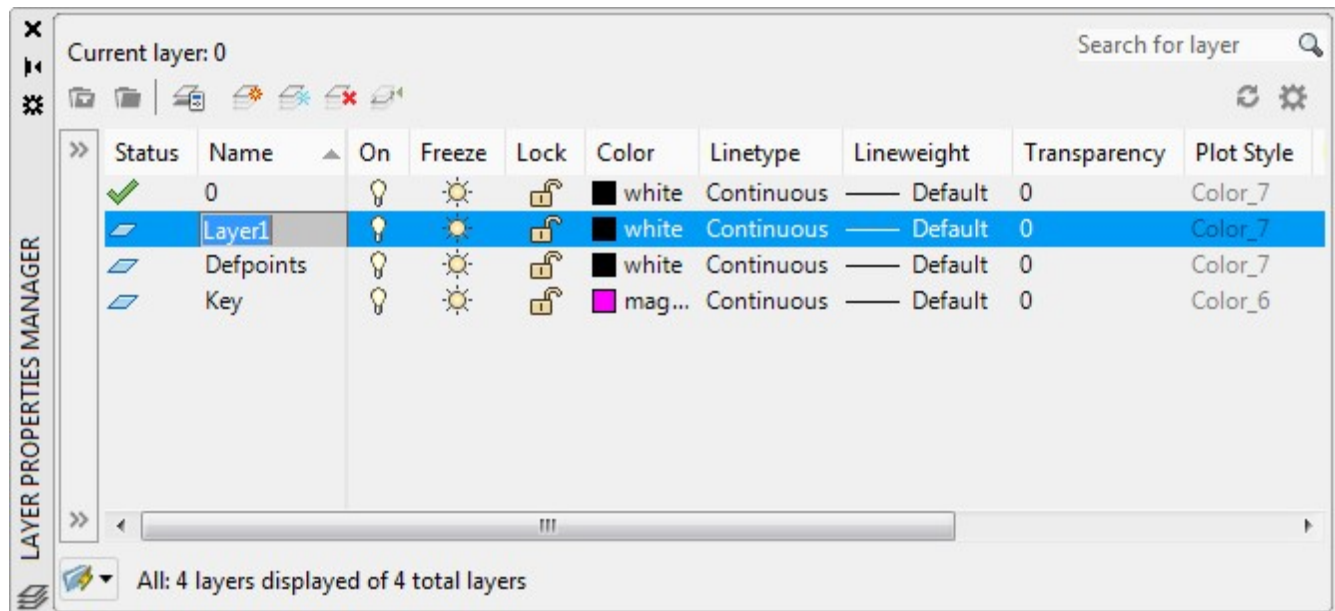 Current layer: 0
Search for layer
Status Name On Freeze Lock Color Linetype Lineweight Transparency Plot Style
0 white Continuous Default 0 Color_7
Layer1 white Continuous Default 0 Color_7
Defpoints white Continuous Default 0 Color_7
Key mag... Continuous Default 0 Color_6
LAYER PROPERTIES MANAGER
All: 4 layers displayed of 4 total layers